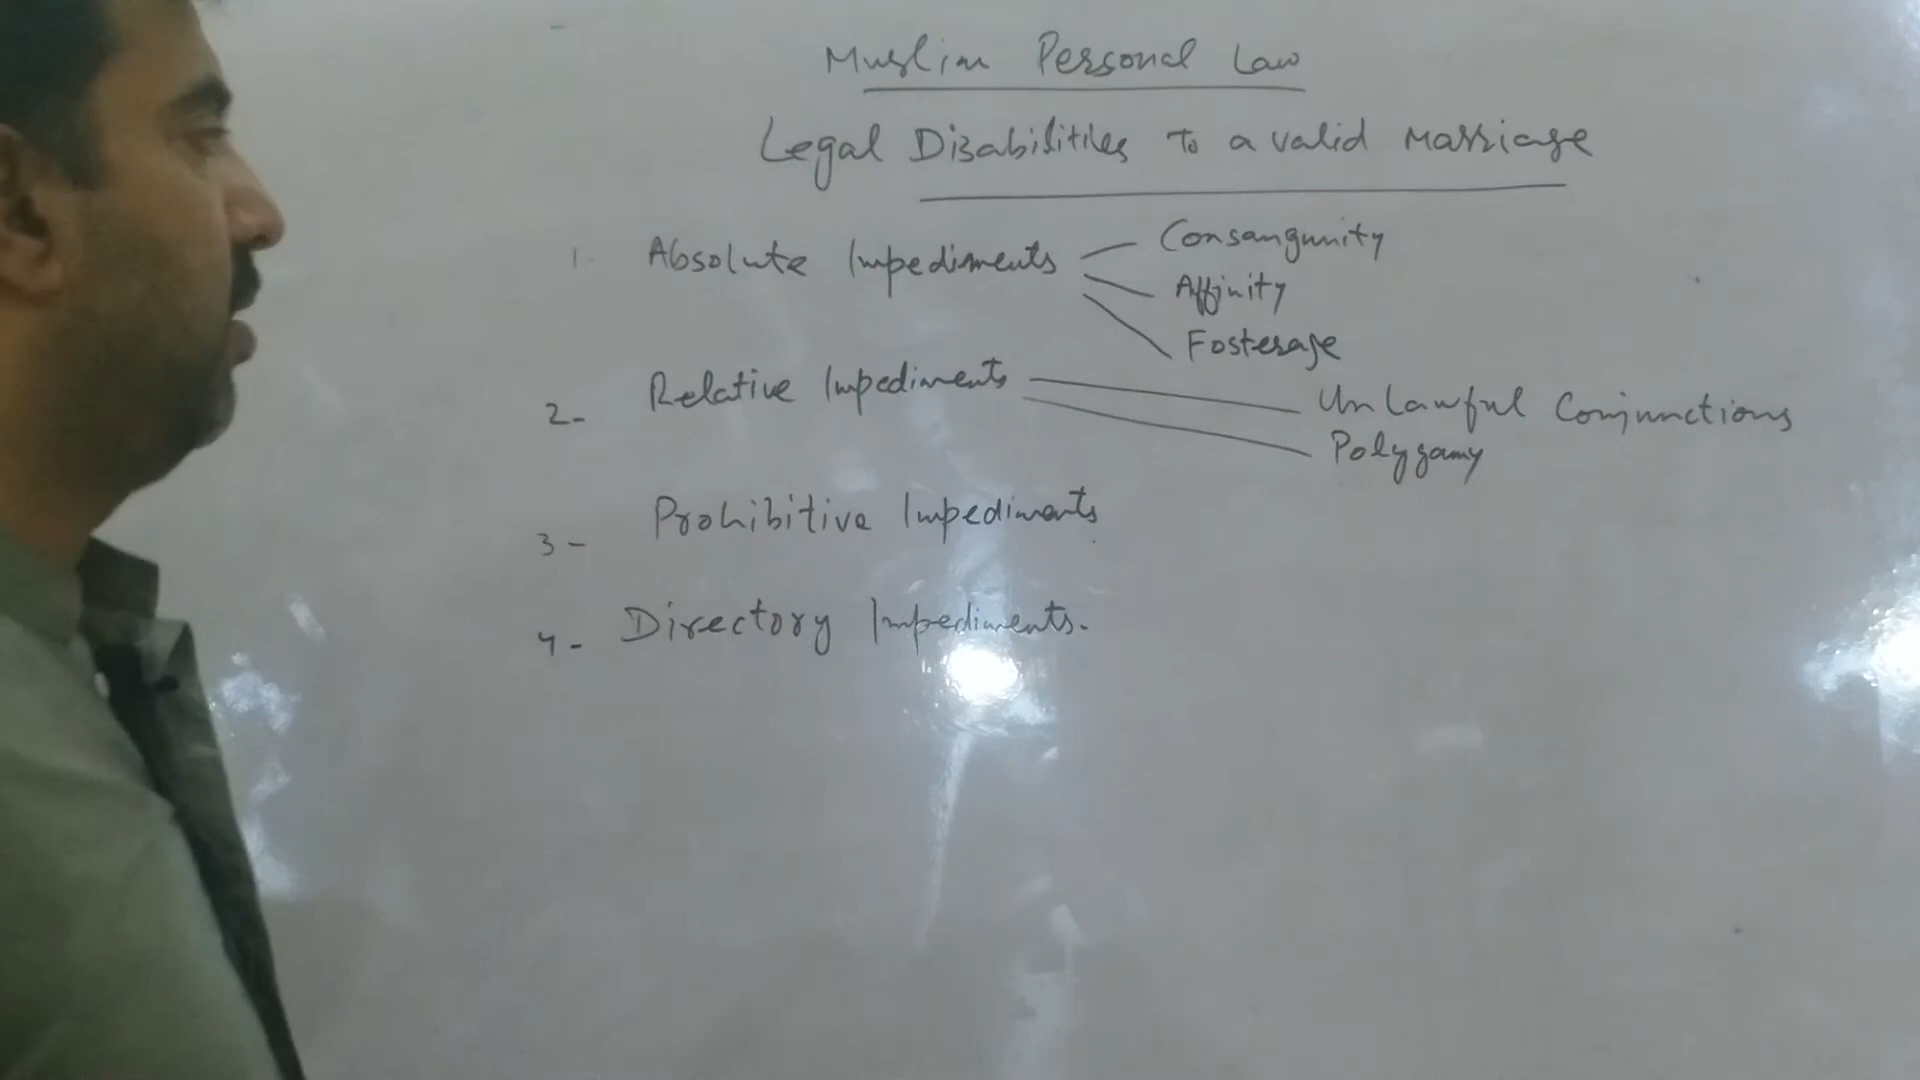 Muslim Personal Law
Legal Disabilities to a valid Marriage
1. Absolute Impediments
Consangunity
Affinity
Fosterage
2- Relative Impediments
Unlawful Conjunctions
Polygamy
3- Prohibitive Impediments
4- Directory Impediments.